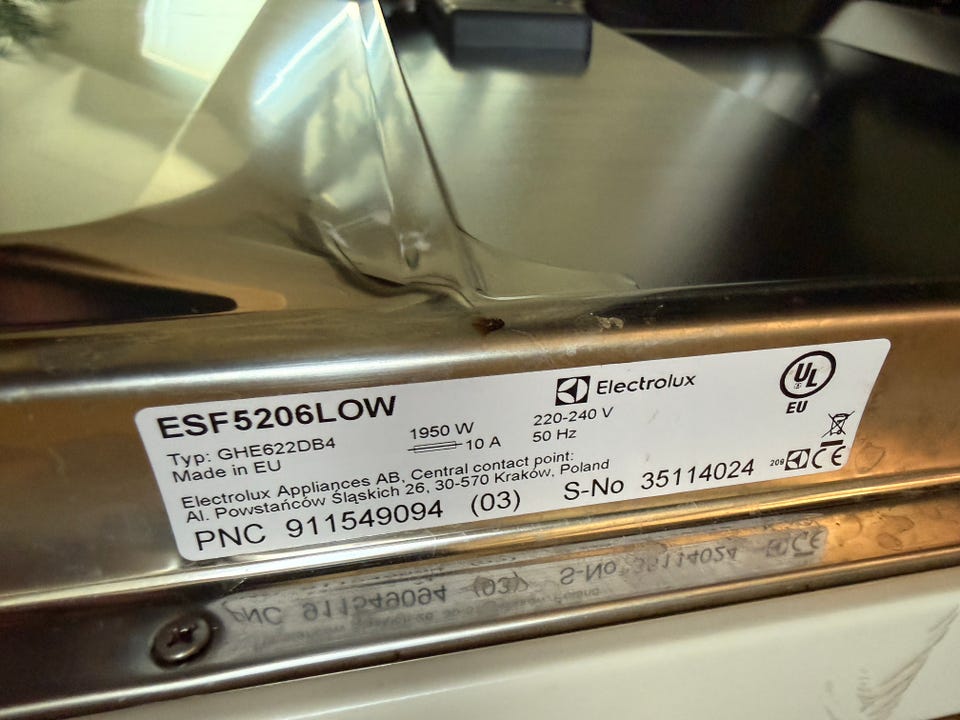 ESF5206LOW
Typ: GHE622DB4
Made in EU
1950 W
10 A
Electrolux
220-240 V
50 Hz
UL
EU
Electrolux Appliances AB, Central contact point:
Al. Powstańców Śląskich 26, 30-570 Kraków, Poland
PNC 911549094 (03) S-No 35114024
CE